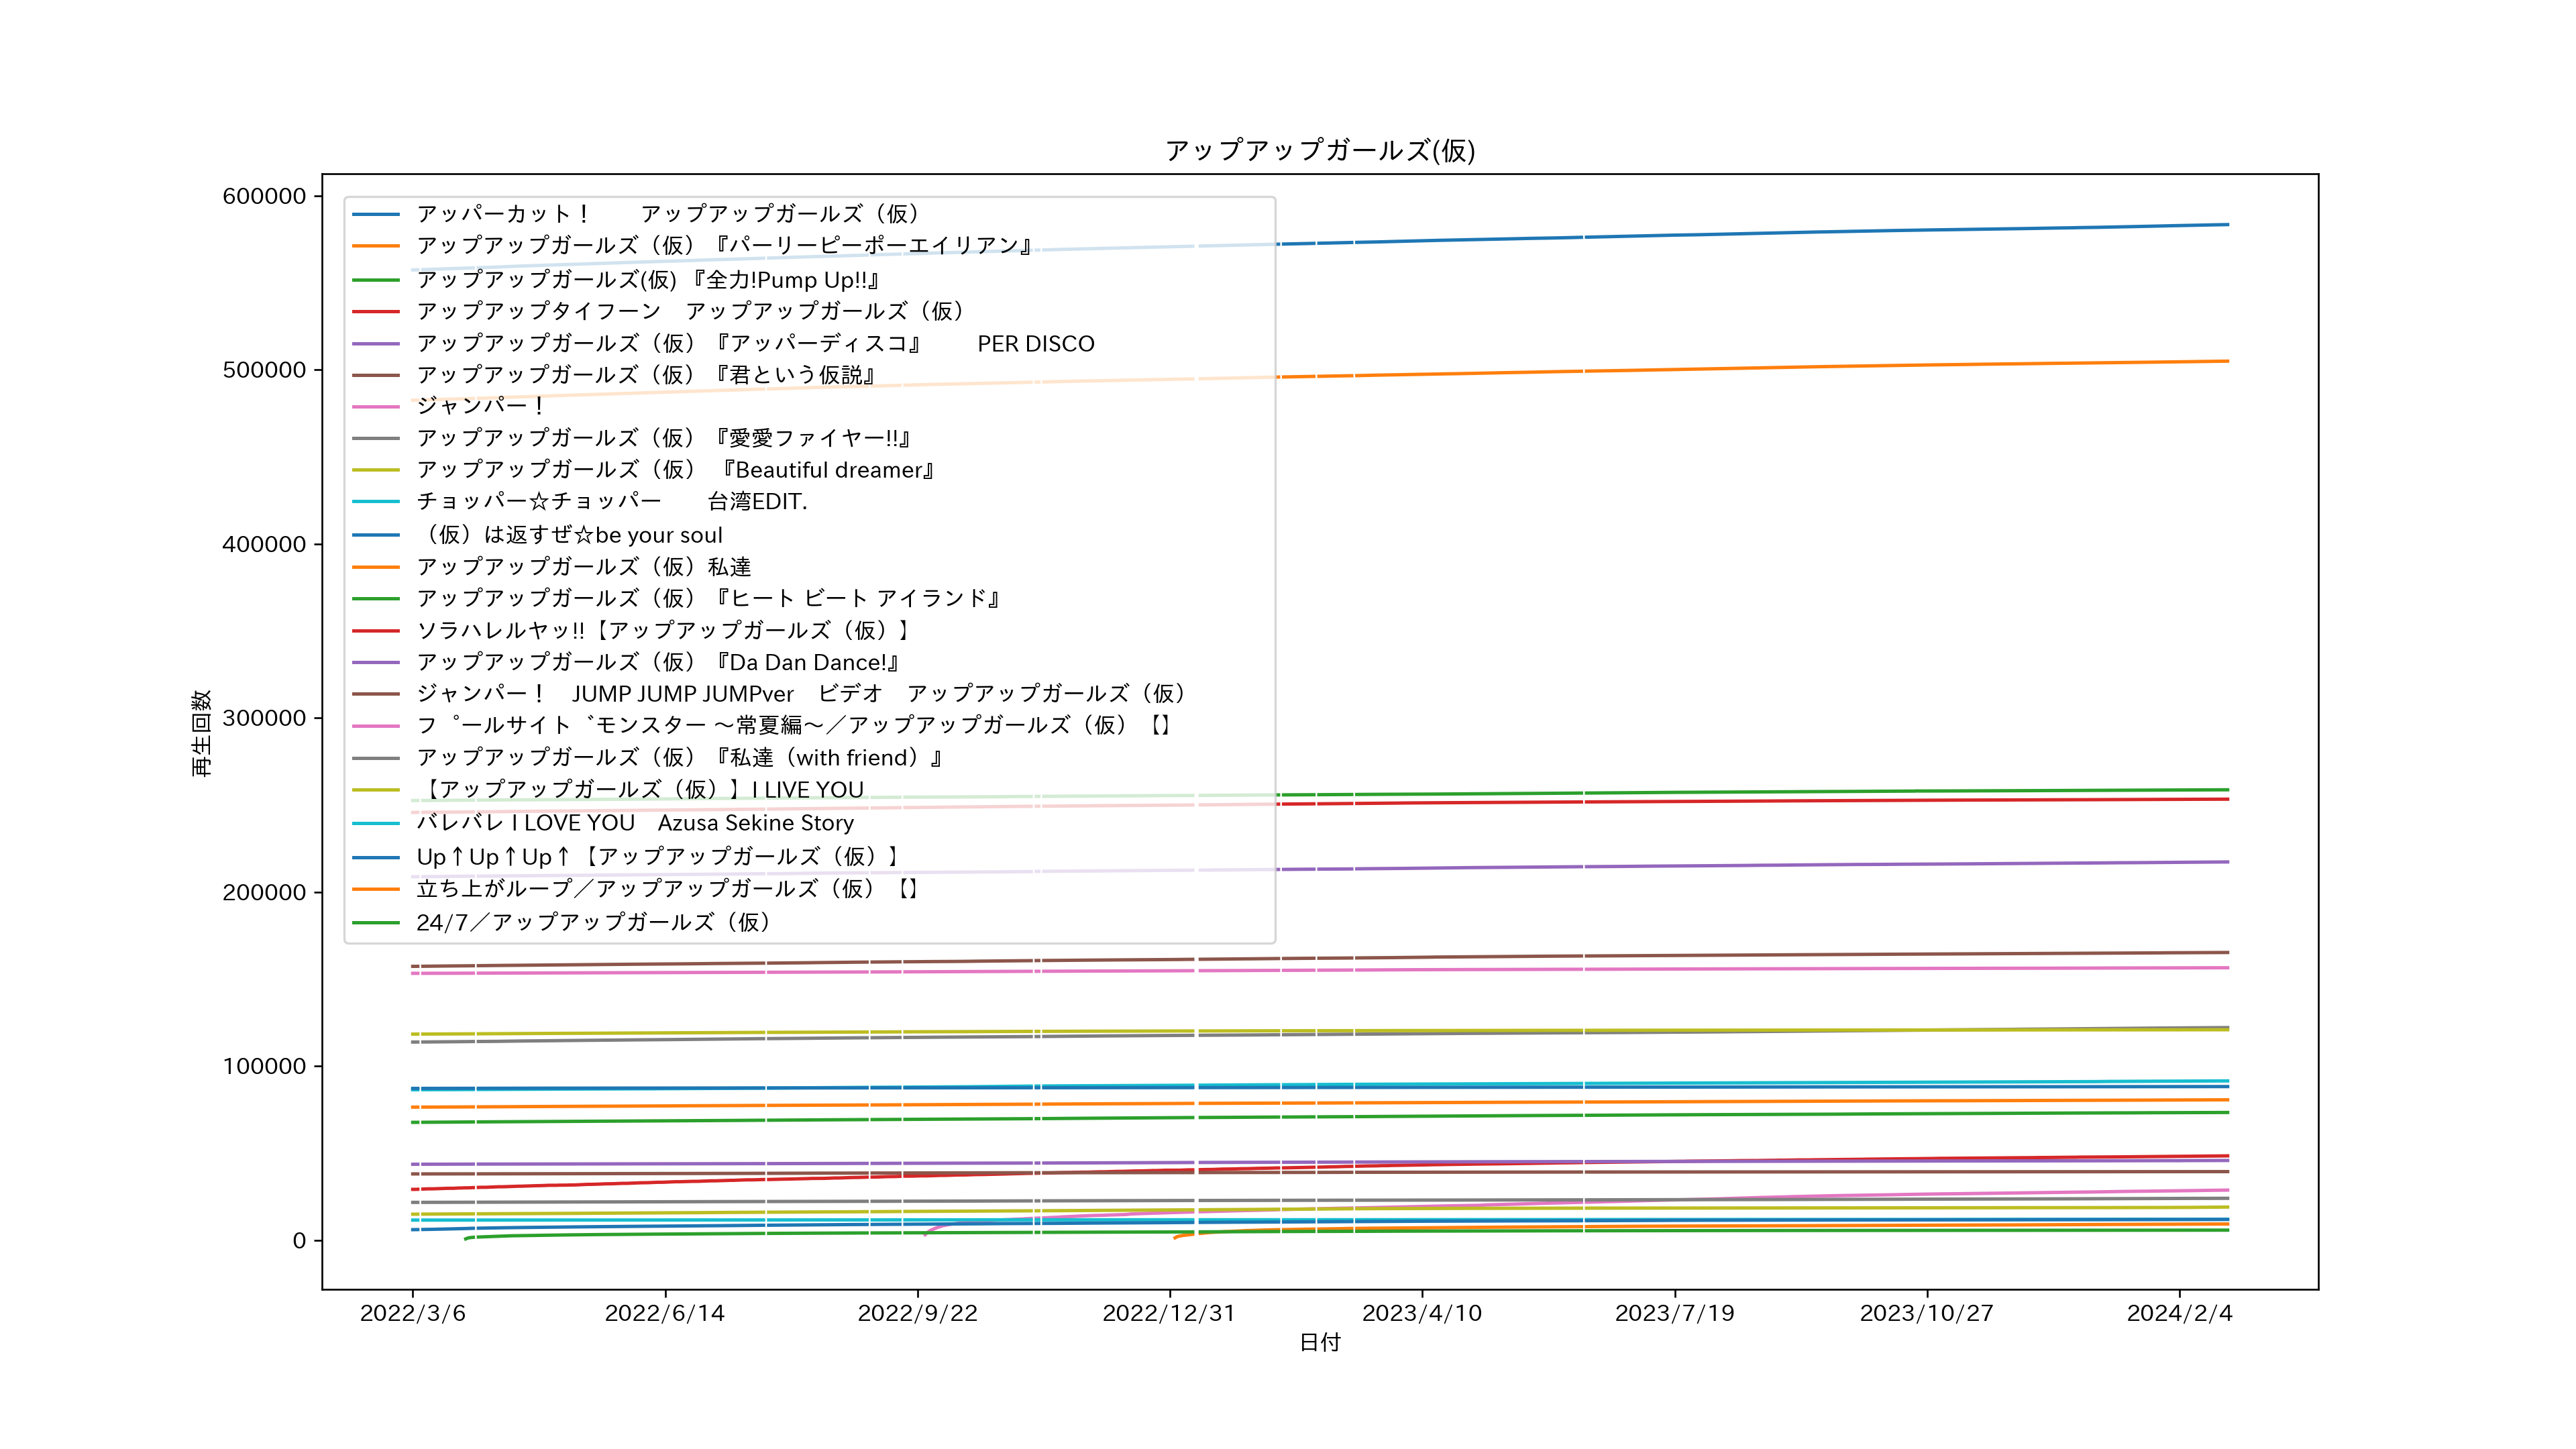 アップアップガールズ(仮)
600000
500000
400000
300000
200000
100000
0
再生回数
アッパーカット！　　アップアップガールズ（仮）
アップアップガールズ（仮）『パーリーピーポーエイリアン』
アップアップガールズ(仮) 『全力!Pump Up!!』
アップアップタイフーン　アップアップガールズ（仮）
アップアップガールズ（仮）『アッパーディスコ』　　PER DISCO
アップアップガールズ（仮）『君という仮説』
ジャンパー！
アップアップガールズ（仮）『愛愛ファイヤー!!』
アップアップガールズ（仮） 『Beautiful dreamer』
チョッパー☆チョッパー　　台湾EDIT.
（仮）は返すぜ☆be your soul
アップアップガールズ（仮）私達
アップアップガールズ（仮）『ヒート ビート アイランド』
ソラハレルヤッ!!【アップアップガールズ（仮）】
アップアップガールズ（仮）『Da Dan Dance!』
ジャンパー！　JUMP JUMP JUMPver　ビデオ　アップアップガールズ（仮）
フ゜ールサイト゛モンスター ～常夏編～／アップアップガールズ（仮）【】
アップアップガールズ（仮）『私達（with friend）』
【アップアップガールズ（仮）】I LIVE YOU
バレバレ I LOVE YOU　Azusa Sekine Story
Up↑Up↑Up↑【アップアップガールズ（仮）】
立ち上がループ／アップアップガールズ（仮）【】
24/7／アップアップガールズ（仮）
2022/3/6 2022/6/14 2022/9/22 2022/12/31 2023/4/10 2023/7/19 2023/10/27 2024/2/4
日付